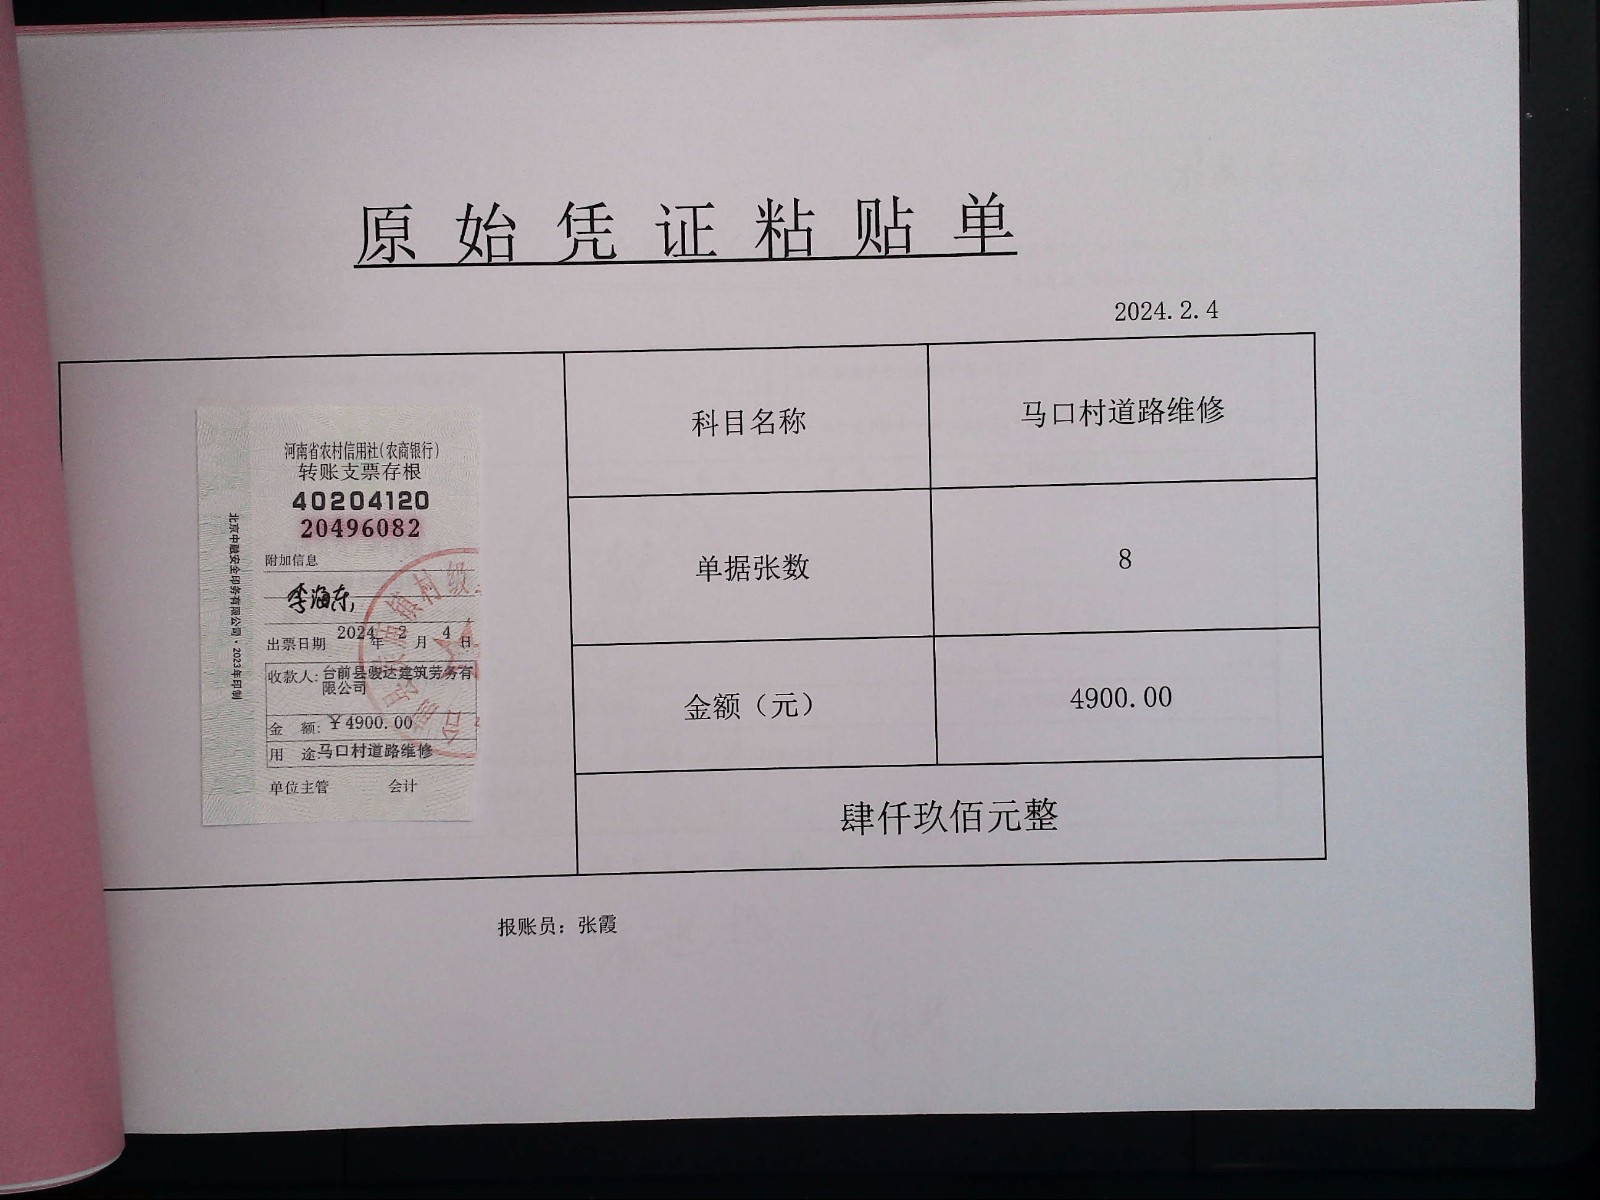 原始凭证粘贴单
2024.2.4
河南省农村信用社(农商银行)
转账支票存根
40204120
20496082
附加信息
李海东
出票日期 2024年 2月 4日
收款人: 台前县骏达建筑劳务有
限公司
金 额: ¥4900.00
用 途: 马口村道路维修
单位主管 会计
北京中融安全印务有限公司·2023年印制
科目名称 马口村道路维修
单据张数 8
金额（元） 4900.00
肆仟玖佰元整
报账员：张霞